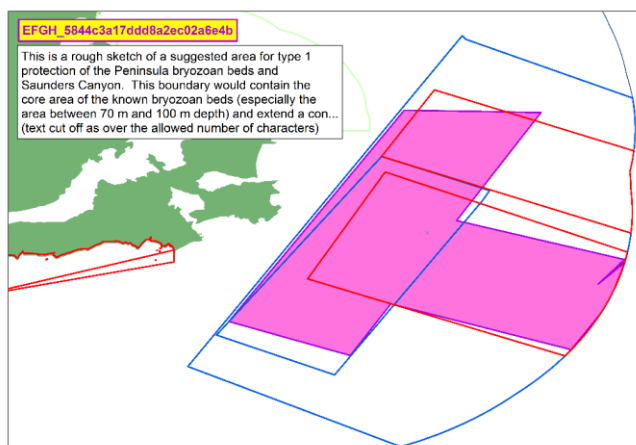 EFGH_5844c3a17ddd8a2ec02a6e4b
This is a rough sketch of a suggested area for type 1
protection of the Peninsula bryozoan beds and
Saunders Canyon.  This boundary would contain the
core area of the known bryozoan beds (especially the
area between 70 m and 100 m depth) and extend a con...
(text cut off as over the allowed number of characters)